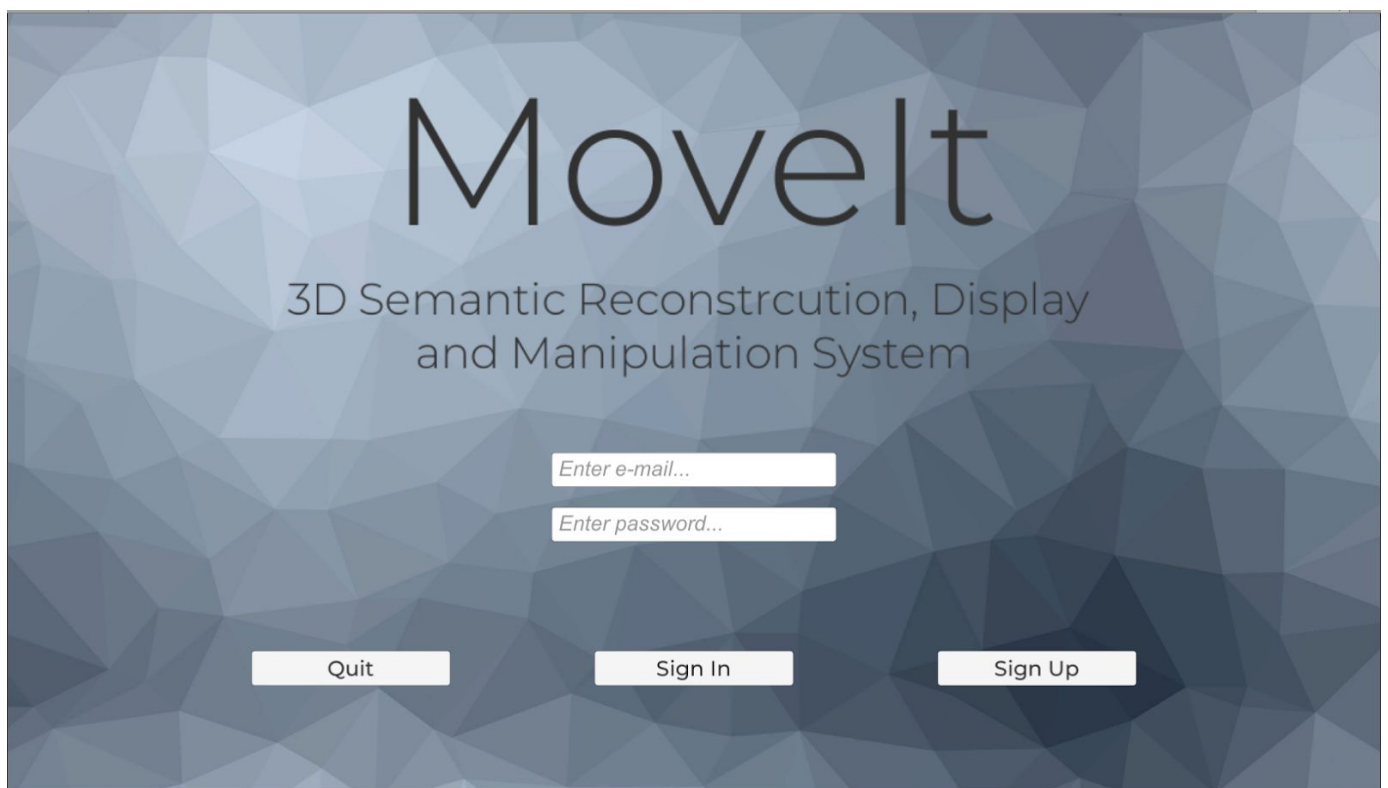 MoveIt
3D Semantic Reconstrcution, Display
and Manipulation System
Enter e-mail...
Enter password...
Quit
Sign In
Sign Up